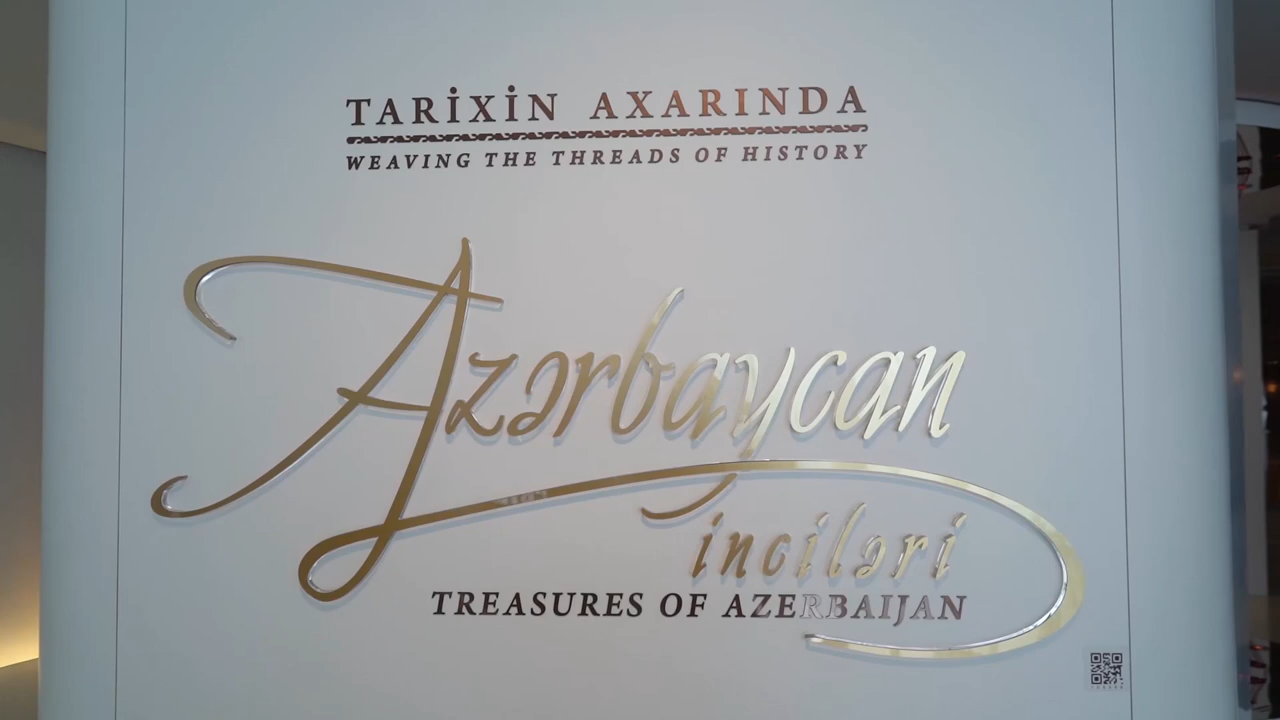 TARİXİN AXARINDA
WEAVING THE THREADS OF HISTORY
Azərbaycan
inciləri
TREASURES OF AZERBAIJAN